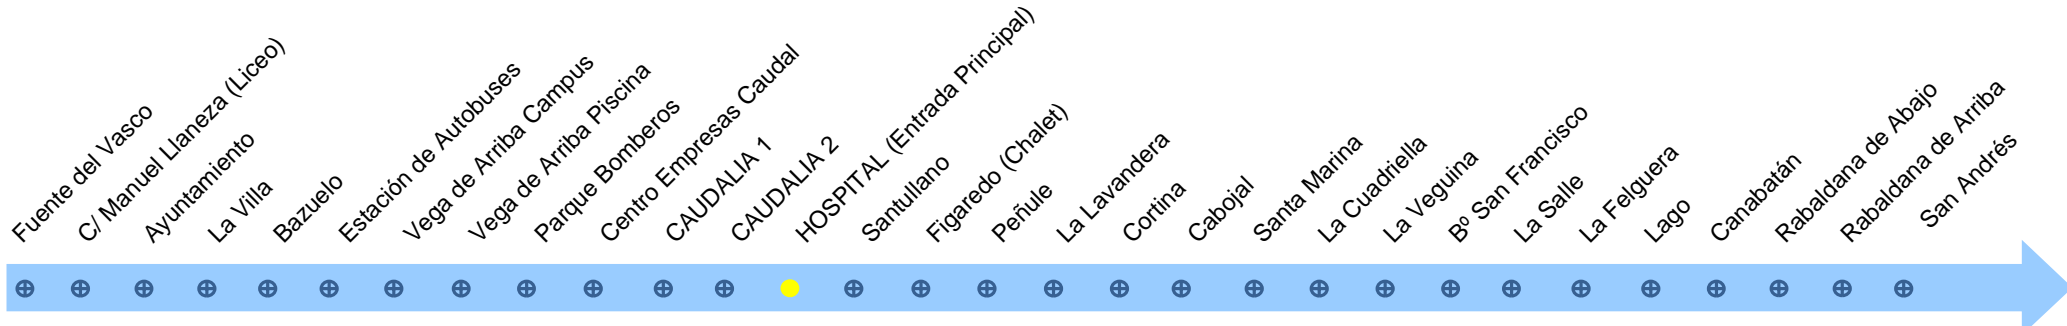 Fuente del Vasco
C/ Manuel Llaneza (Liceo)
Ayuntamiento
La Villa
Bazuelo
Estación de Autobuses
Vega de Arriba Campus
Vega de Arriba Piscina
Parque Bomberos
Centro Empresas Caudal
CAUDALIA 1
CAUDALIA 2
HOSPITAL (Entrada Principal)
Santullano
Figaredo (Chalet)
Peñule
La Lavandera
Cortina
Cabojal
Santa Marina
La Cuadriella
La Veguina
Bº San Francisco
La Salle
La Felguera
Lago
Canabatán
Rabaldana de Abajo
Rabaldana de Arriba
San Andrés